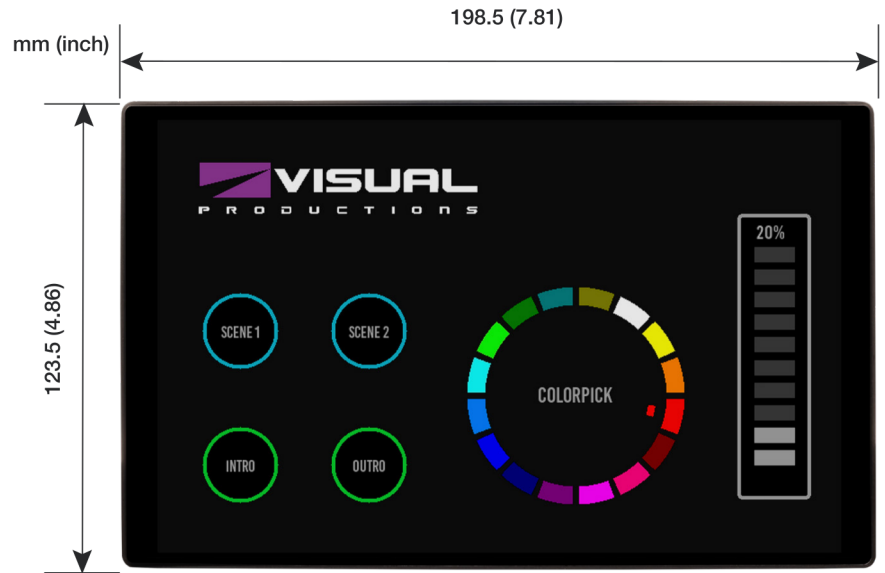 198.5 (7.81)
mm (inch)
123.5 (4.86)
VISUAL
PRODUCTIONS
20%
SCENE 1
SCENE 2
COLORPICK
INTRO
OUTRO